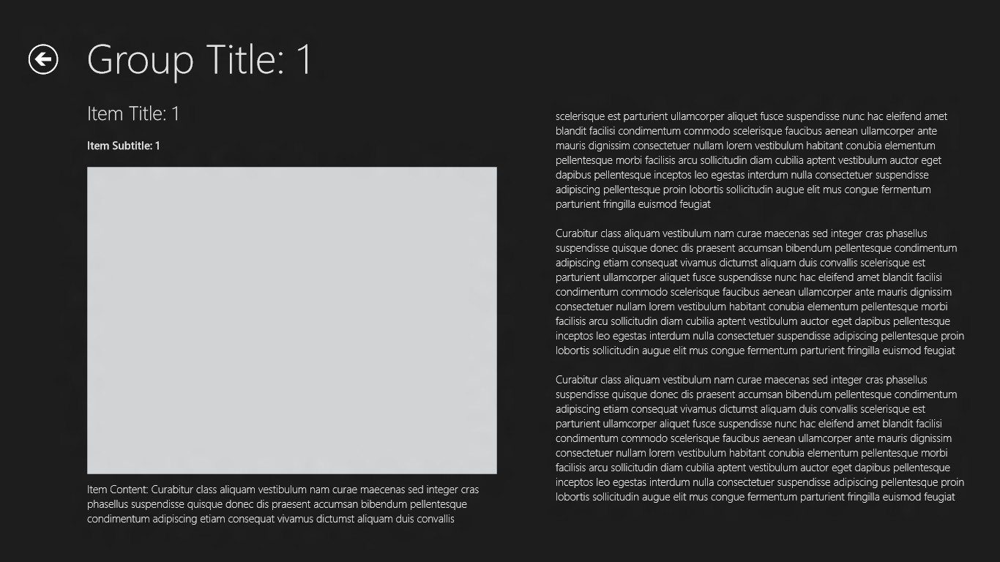 Group Title: 1
Item Title: 1
Item Subtitle: 1
Item Content: Curabitur class aliquam vestibulum nam curae maecenas sed integer cras
phasellus suspendisse quisque donec dis praesent accumsan bibendum pellentesque
condimentum adipiscing etiam consequat vivamus dictumst aliquam duis convallis
scelerisque est parturient ullamcorper aliquet fusce suspendisse nunc hac eleifend amet
blandit facilisi condimentum commodo scelerisque faucibus aenean ullamcorper ante
mauris dignissim consectetuer nullam lorem vestibulum habitant conubia elementum
pellentesque morbi facilisis arcu sollicitudin diam cubilia aptent vestibulum auctor eget
dapibus pellentesque inceptos leo egestas interdum nulla consectetuer suspendisse
adipiscing pellentesque proin lobortis sollicitudin augue elit mus congue fermentum
parturient fringilla euismod feugiat
Curabitur class aliquam vestibulum nam curae maecenas sed integer cras phasellus
suspendisse quisque donec dis praesent accumsan bibendum pellentesque condimentum
adipiscing etiam consequat vivamus dictumst aliquam duis convallis scelerisque est
parturient ullamcorper aliquet fusce suspendisse nunc hac eleifend amet blandit facilisi
condimentum commodo scelerisque faucibus aenean ullamcorper ante mauris dignissim
consectetuer nullam lorem vestibulum habitant conubia elementum pellentesque morbi
facilisis arcu sollicitudin diam cubilia aptent vestibulum auctor eget dapibus pellentesque
inceptos leo egestas interdum nulla consectetuer suspendisse adipiscing pellentesque proin
lobortis sollicitudin augue elit mus congue fermentum parturient fringilla euismod feugiat
Curabitur class aliquam vestibulum nam curae maecenas sed integer cras phasellus
suspendisse quisque donec dis praesent accumsan bibendum pellentesque condimentum
adipiscing etiam consequat vivamus dictumst aliquam duis convallis scelerisque est
parturient ullamcorper aliquet fusce suspendisse nunc hac eleifend amet blandit facilisi
condimentum commodo scelerisque faucibus aenean ullamcorper ante mauris dignissim
consectetuer nullam lorem vestibulum habitant conubia elementum pellentesque morbi
facilisis arcu sollicitudin diam cubilia aptent vestibulum auctor eget dapibus pellentesque
inceptos leo egestas interdum nulla consectetuer suspendisse adipiscing pellentesque proin
lobortis sollicitudin augue elit mus congue fermentum parturient fringilla euismod feugiat